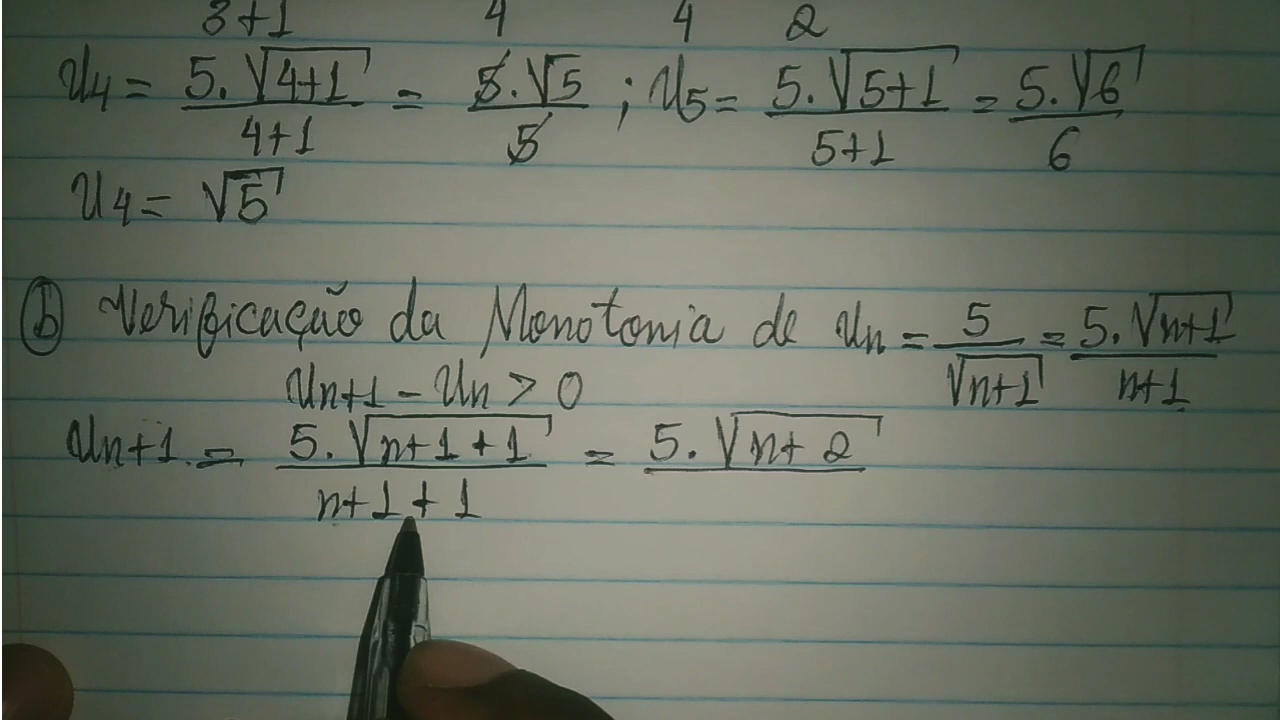 3+1 4 4 2
U4 = 5.√4+1 / 4+1 = 5.√5 / 5 ; U5 = 5.√5+1 / 5+1 = 5.√6 / 6
U4 = √5
b Verificação da Monotonia de Un = 5 / √n+1 = 5.√n+1 / n+1
Un+1 - Un > 0
Un+1 = 5.√n+1+1 / n+1+1 = 5.√n+2